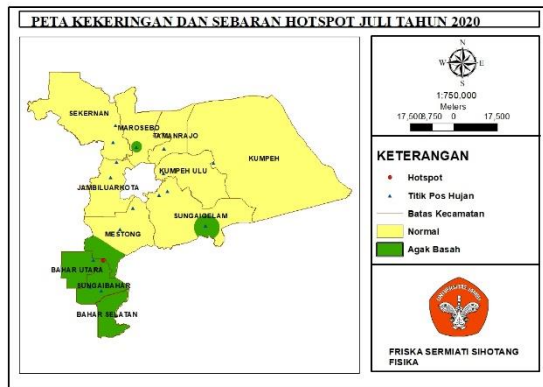 PETA KEKERINGAN DAN SEBARAN HOTSPOT JULI TAHUN 2020
N
W E
S
1:750,000
Meters
17,5008,750 0 17,500
SEKERNAN
MAROSEBO
TAMANRAJO
KUMPEH
KUMPEH ULU
JAMBILUARKOTA
SUNGAIGELAM
MESTONG
BAHAR UTARA
SUNGAIBAHAR
BAHAR SELATAN
KETERANGAN
Hotspot
Titik Pos Hujan
Batas Kecamatan
Normal
Agak Basah
FRISKA SERMIATI SIHOTANG
FISIKA